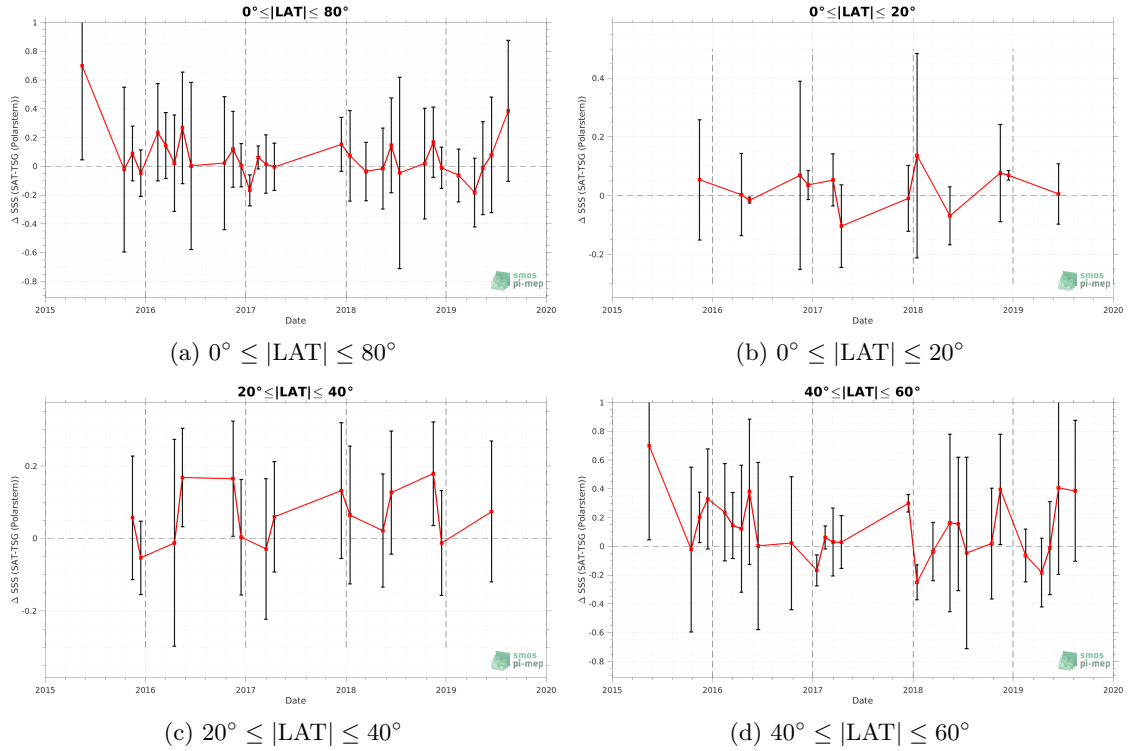 0°≤|LAT|≤ 80°
Δ SSS (SAT-TSG (Polarstern))
1
0.8
0.6
0.4
0.2
0
-0.2
-0.4
-0.6
-0.8
2015 2016 2017 2018 2019 2020
Date
smos
pi-mep
(a) 0° ≤ |LAT| ≤ 80°
0°≤|LAT|≤ 20°
Δ SSS (SAT-TSG (Polarstern))
0.4
0.2
0
-0.2
2015 2016 2017 2018 2019 2020
Date
smos
pi-mep
(b) 0° ≤ |LAT| ≤ 20°
20°≤|LAT|≤ 40°
Δ SSS (SAT-TSG (Polarstern))
0.2
0
-0.2
2015 2016 2017 2018 2019 2020
Date
smos
pi-mep
(c) 20° ≤ |LAT| ≤ 40°
40°≤|LAT|≤ 60°
Δ SSS (SAT-TSG (Polarstern))
1
0.8
0.6
0.4
0.2
0
-0.2
-0.4
-0.6
-0.8
2015 2016 2017 2018 2019 2020
Date
smos
pi-mep
(d) 40° ≤ |LAT| ≤ 60°